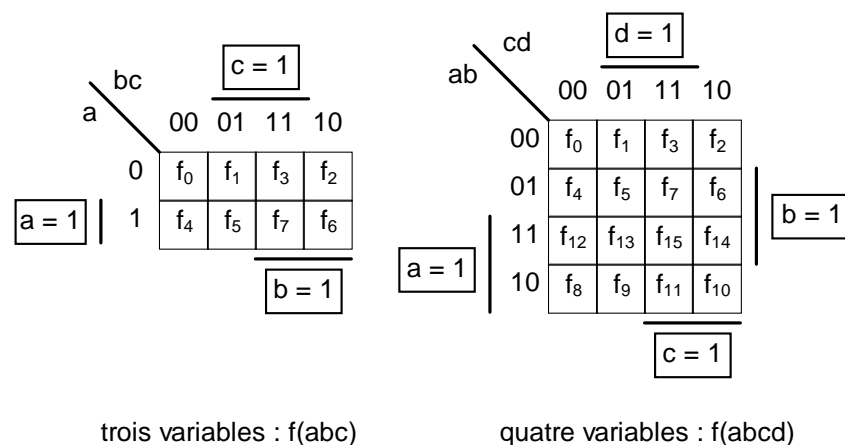 bc
a
c = 1
00 01 11 10
0 f₀ f₁ f₃ f₂
a = 1 1 f₄ f₅ f₇ f₆
b = 1
trois variables : f(abc)
cd
ab
d = 1
00 01 11 10
00 f₀ f₁ f₃ f₂
01 f₄ f₅ f₇ f₆
b = 1
11 f₁₂ f₁₃ f₁₅ f₁₄
a = 1
10 f₈ f₉ f₁₁ f₁₀
c = 1
quatre variables : f(abcd)